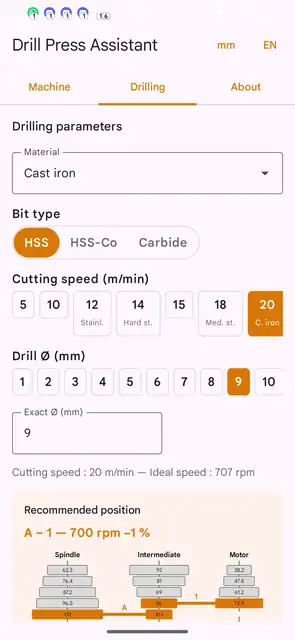 Drill Press Assistant
mm
EN
Machine
Drilling
About
Drilling parameters
Material
Cast iron
Bit type
HSS
HSS-Co
Carbide
Cutting speed (m/min)
5
10
12
Stainl.
14
Hard st.
15
18
Med. st.
20
C. iron
Drill Ø (mm)
1
2
3
4
5
6
7
8
9
10
Exact Ø (mm)
9
Cutting speed : 20 m/min — Ideal speed : 707 rpm
Recommended position
A – 1 — 700 rpm –1 %
Spindle
Intermediate
Motor
62.3
92
38.2
76.4
81
47.8
87.2
69
61.2
96.5
1
A